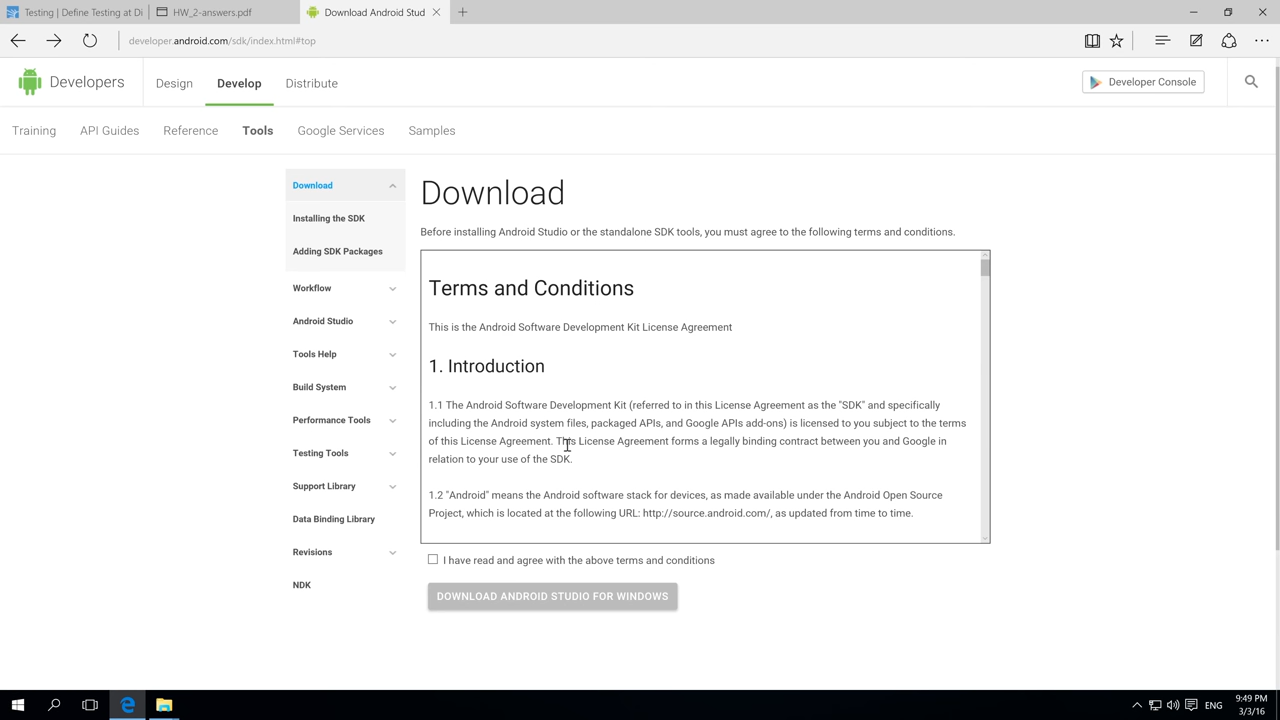 Testing | Define Testing at Di
HW_2-answers.pdf
Download Android Stud
developer.android.com/sdk/index.html#top
Developers
Design
Develop
Distribute
Developer Console
Training
API Guides
Reference
Tools
Google Services
Samples
Download
Installing the SDK
Adding SDK Packages
Workflow
Android Studio
Tools Help
Build System
Performance Tools
Testing Tools
Support Library
Data Binding Library
Revisions
NDK
Download
Before installing Android Studio or the standalone SDK tools, you must agree to the following terms and conditions.
Terms and Conditions
This is the Android Software Development Kit License Agreement
1. Introduction
1.1 The Android Software Development Kit (referred to in this License Agreement as the "SDK" and specifically
including the Android system files, packaged APIs, and Google APIs add-ons) is licensed to you subject to the terms
of this License Agreement. This License Agreement forms a legally binding contract between you and Google in
relation to your use of the SDK.
1.2 "Android" means the Android software stack for devices, as made available under the Android Open Source
Project, which is located at the following URL: http://source.android.com/, as updated from time to time.
I have read and agree with the above terms and conditions
DOWNLOAD ANDROID STUDIO FOR WINDOWS
ENG
9:49 PM
3/3/16